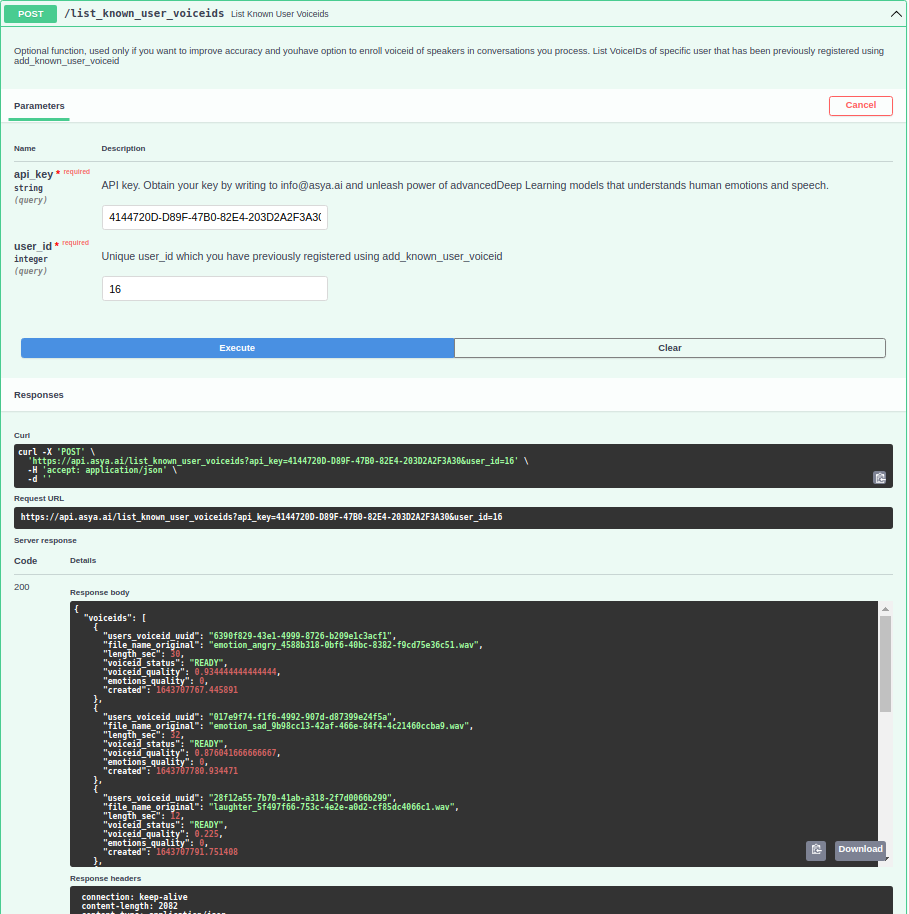 POST /list_known_user_voiceids List Known User Voiceids
Optional function, used only if you want to improve accuracy and youhave option to enroll voiceid of speakers in conversations you process. List VoiceIDs of specific user that has been previously registered using
add_known_user_voiceid
Parameters
Cancel
Name Description
api_key * required
string
(query)
API key. Obtain your key by writing to info@asya.ai and unleash power of advancedDeep Learning models that understands human emotions and speech.
4144720D-D89F-47B0-82E4-203D2A2F3A30
user_id * required
integer
(query)
Unique user_id which you have previously registered using add_known_user_voiceid
16
Execute Clear
Responses
Curl
curl -X 'POST' \
'https://api.asya.ai/list_known_user_voiceids?api_key=4144720D-D89F-47B0-82E4-203D2A2F3A30&user_id=16' \
-H 'accept: application/json' \
-d ''
Request URL
https://api.asya.ai/list_known_user_voiceids?api_key=4144720D-D89F-47B0-82E4-203D2A2F3A30&user_id=16
Server response
Code Details
200
Response body
{
"voiceids": [
{
"users_voiceid_uuid": "6390f829-43e1-4999-8726-b209e1c3acf1",
"file_name_original": "emotion_angry_4588b318-0bf6-40bc-8382-f9cd75e36c51.wav",
"length_sec": 30,
"voiceid_status": "READY",
"voiceid_quality": 0.934444444444444,
"emotions_quality": 0,
"created": 1643707767.445891
},
{
"users_voiceid_uuid": "017e9f74-f1f6-4992-907d-d87399e24f5a",
"file_name_original": "emotion_sad_9b98cc13-42af-466e-84f4-4c21460ccba9.wav",
"length_sec": 32,
"voiceid_status": "READY",
"voiceid_quality": 0.876041666666667,
"emotions_quality": 0,
"created": 1643707780.934471
},
{
"users_voiceid_uuid": "28f12a55-7b70-41ab-a318-2f7d0066b299",
"file_name_original": "laughter_5f497f66-753c-4e2e-a0d2-cf85dc4066c1.wav",
"length_sec": 12,
"voiceid_status": "READY",
"voiceid_quality": 0.225,
"emotions_quality": 0,
"created": 1643707791.751408
},
Download
Response headers
connection: keep-alive
content-length: 2082
content-type: application/json